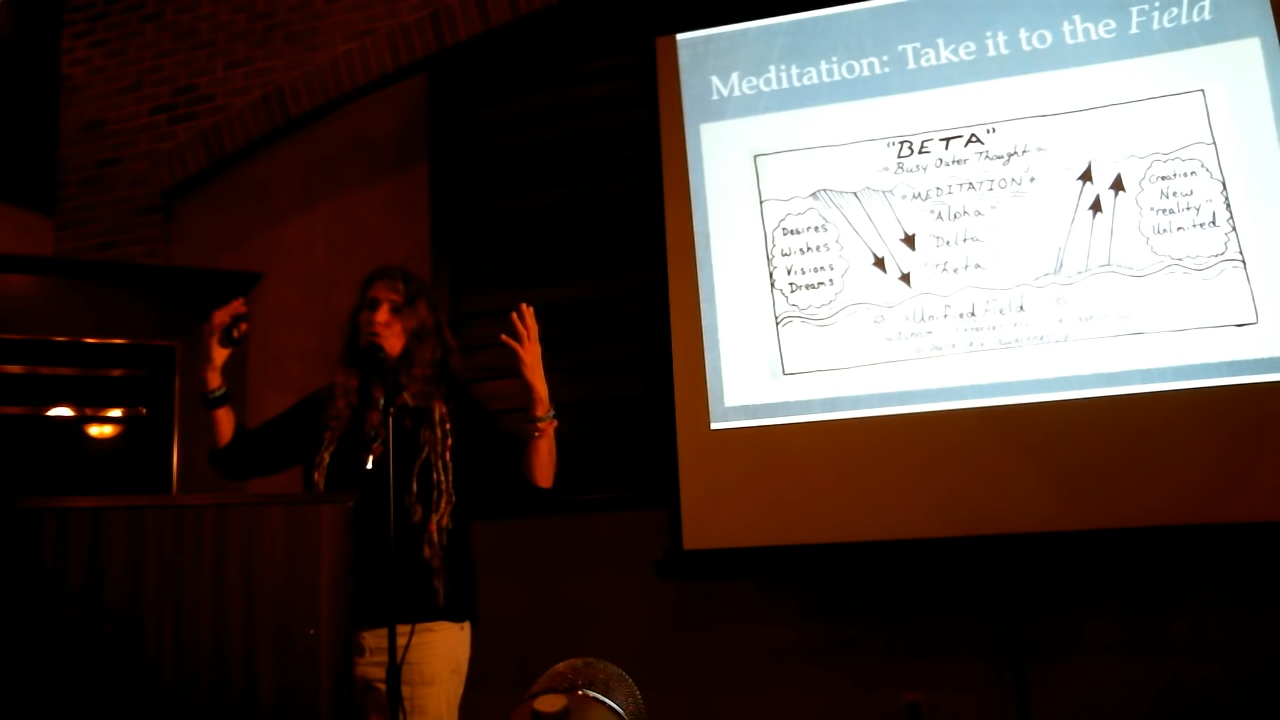 Meditation: Take it to the Field
"BETA"
Busy Outer Thought
MEDITATION
"Alpha"
"Delta
"Theta
Desires
Wishes
Visions
Dreams
Creation
New
"reality"
Unlimited
Unified Field